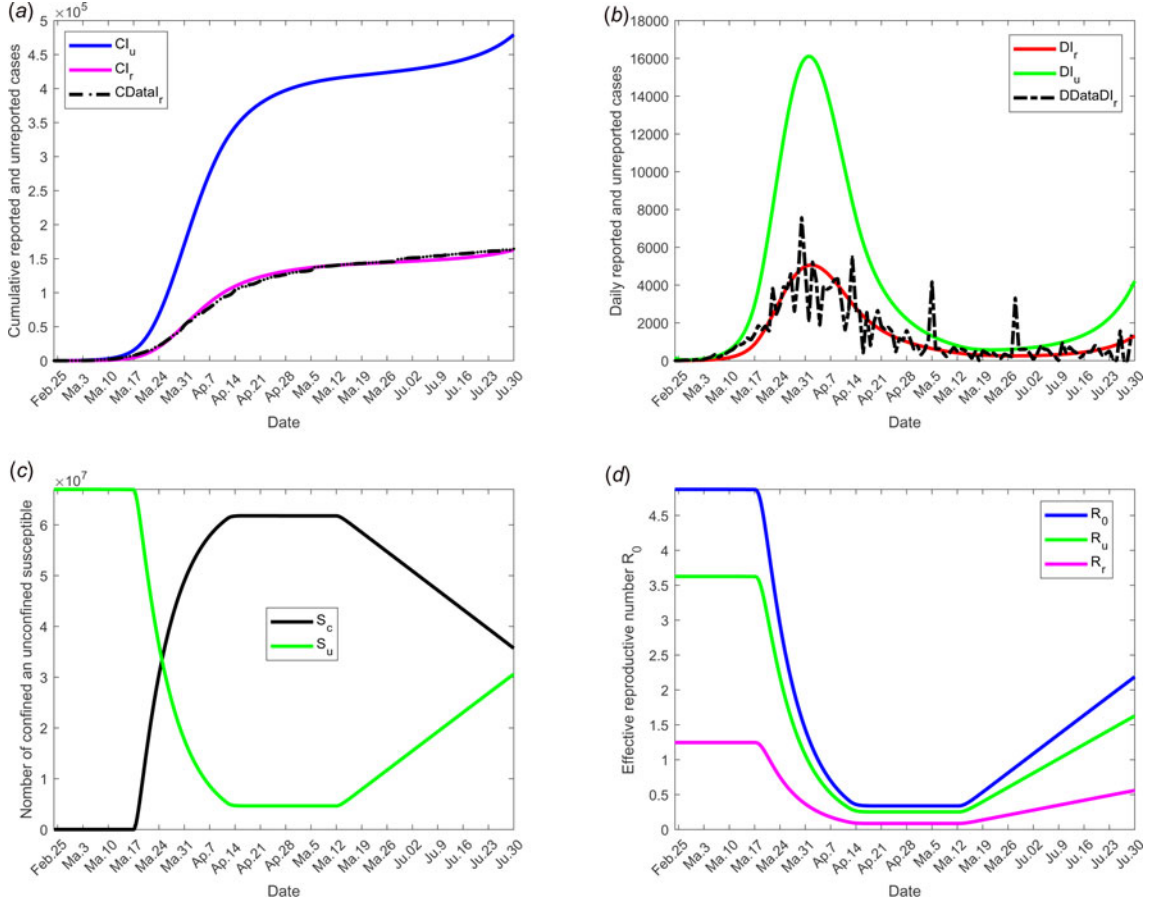 (a)
×10^5
5
4.5
4
3.5
3
2.5
2
1.5
1
0.5
0
Cumulative reported and unreported cases
CI_u
CI_r
CDataI_r
Feb.25
Ma.3
Ma.10
Ma.17
Ma.24
Ma.31
Ap.7
Ap.14
Ap.21
Ap.28
Ma.5
Ma.12
Ma.19
Ma.26
Ju.02
Ju.9
Ju.16
Ju.23
Ju.30
Date
(b)
18000
16000
14000
12000
10000
8000
6000
4000
2000
0
Daily reported and unreported cases
DI_r
DI_u
DDataDI_r
Feb.25
Ma.3
Ma.10
Ma.17
Ma.24
Ma.31
Ap.7
Ap.14
Ap.21
Ap.28
Ma.5
Ma.12
Ma.19
Ma.26
Ju.02
Ju.9
Ju.16
Ju.23
Ju.30
Date
(c)
×10^7
6
5
4
3
2
1
0
Nomber of confined an unconfined susceptible
S_c
S_u
Feb.25
Ma.3
Ma.10
Ma.17
Ma.24
Ma.31
Ap.7
Ap.14
Ap.21
Ap.28
Ma.5
Ma.12
Ma.19
Ma.26
Ju.02
Ju.9
Ju.16
Ju.23
Ju.30
Date
(d)
4.5
4
3.5
3
2.5
2
1.5
1
0.5
0
Effective reproductive number R_0
R_0
R_u
R_r
Feb.25
Ma.3
Ma.10
Ma.17
Ma.24
Ma.31
Ap.7
Ap.14
Ap.21
Ap.28
Ma.5
Ma.12
Ma.19
Ma.26
Ju.02
Ju.9
Ju.16
Ju.23
Ju.30
Date